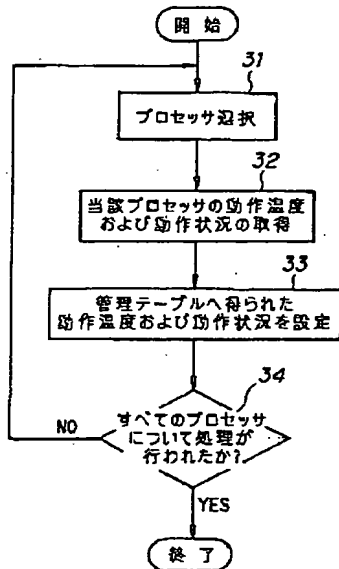 開始
31
プロセッサ選択
32
当該プロセッサの動作温度
および動作状況の取得
33
管理テーブルへ得られた
動作温度および動作状況を設定
34
すべてのプロセッサ
について処理が
行われたか?
NO
YES
終了